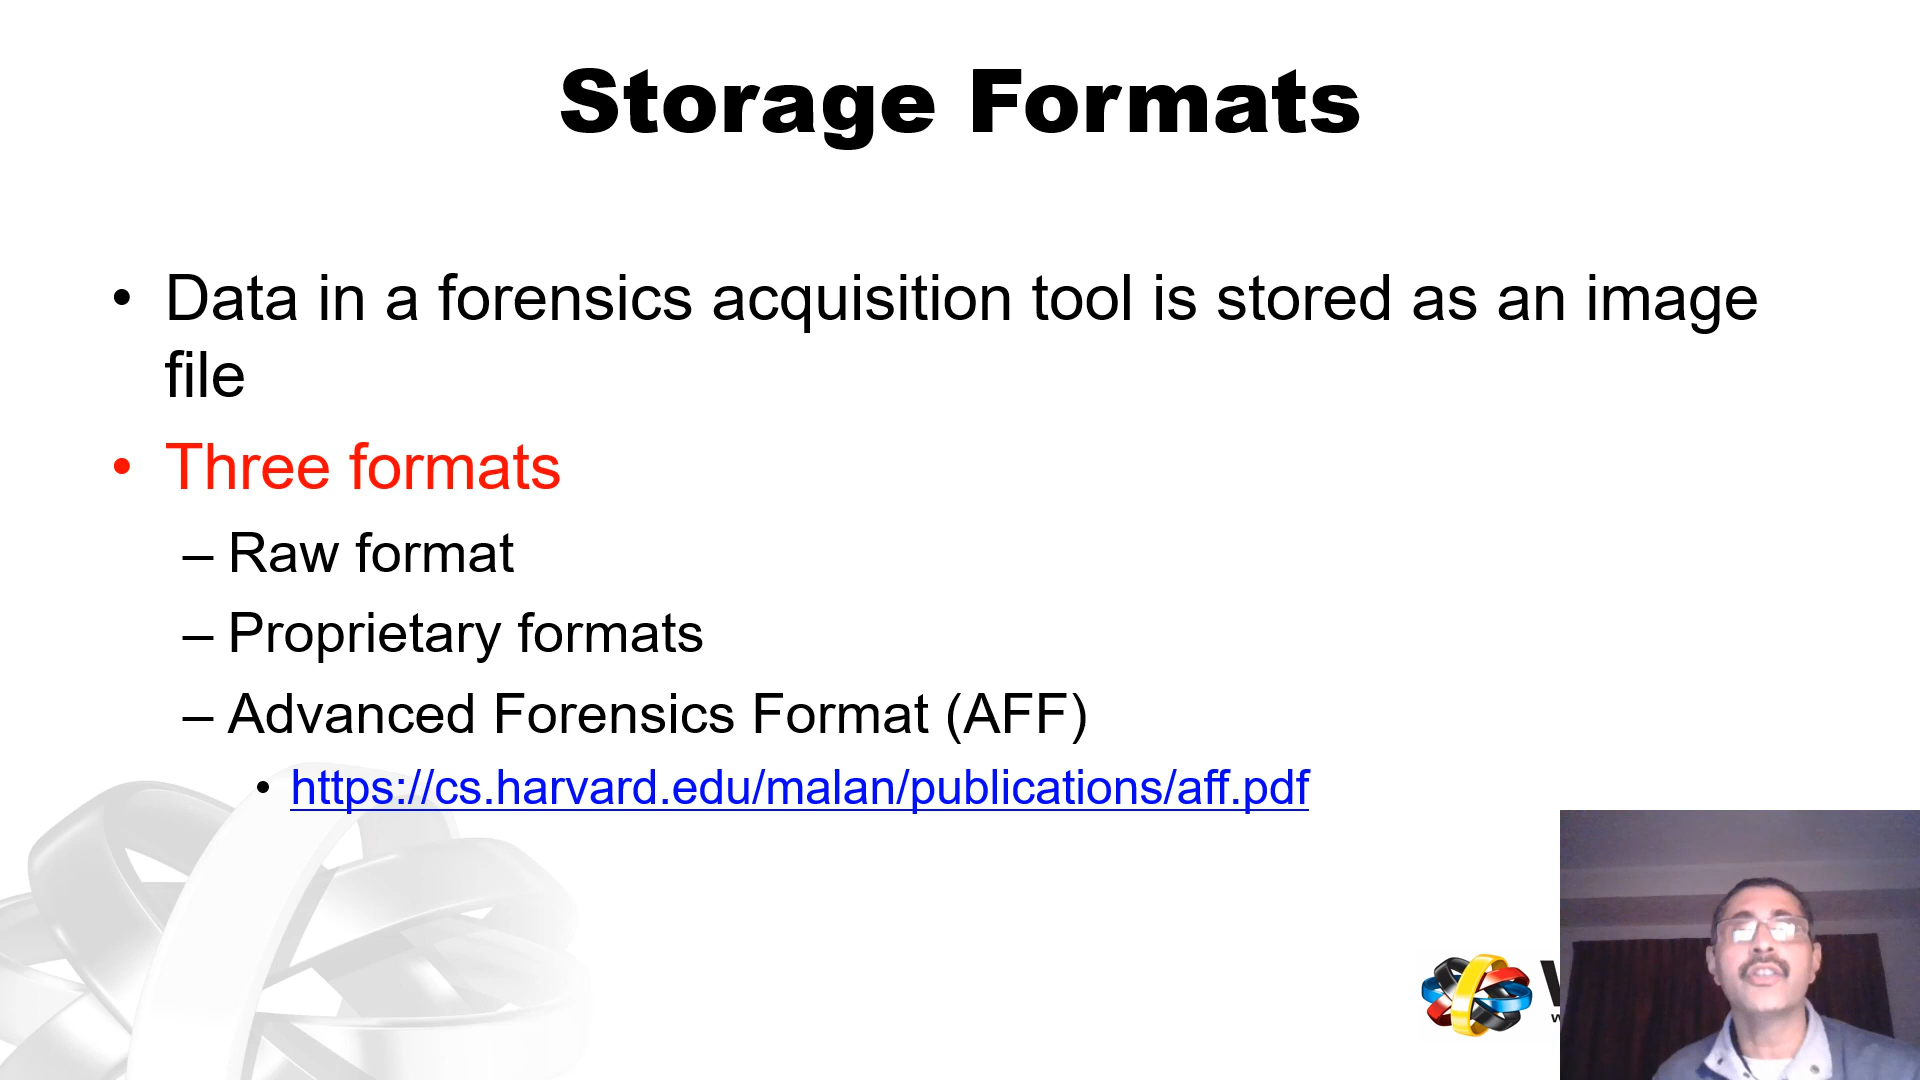 Storage Formats
• Data in a forensics acquisition tool is stored as an image
file
• Three formats
– Raw format
– Proprietary formats
– Advanced Forensics Format (AFF)
• https://cs.harvard.edu/malan/publications/aff.pdf